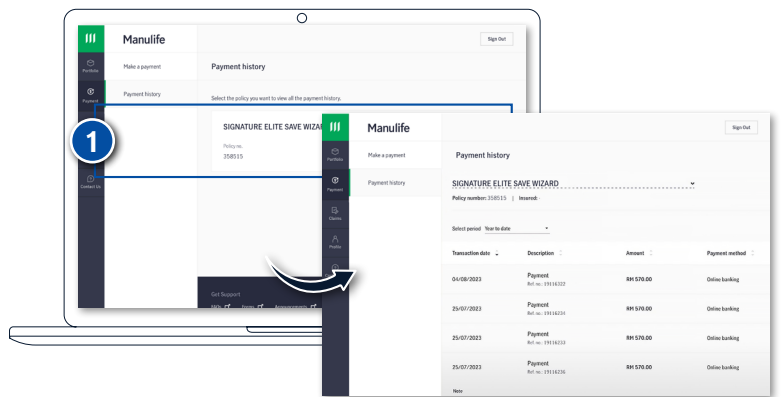 Manulife
Sign Out
Portfolio
Make a payment
Payment history
Payment
Payment history
Select the policy you want to view all the payment history.
1
SIGNATURE ELITE SAVE
Policy no.
358515
Contact Us
Get Support
FAQs
Forms
Announcements
Manulife
Sign Out
Portfolio
Make a payment
Payment history
Payment
Payment history
SIGNATURE ELITE SAVE WIZARD
Policy number: 358515 | Insured: -
Claims
Select period Year to date
Profile
Transaction date Description Amount Payment method
04/08/2023 Payment RM 570.00 Online banking
Ref no.: 19116322
25/07/2023 Payment RM 570.00 Online banking
Ref no.: 19116231
25/07/2023 Payment RM 570.00 Online banking
Ref no.: 19116233
25/07/2023 Payment RM 570.00 Online banking
Ref no.: 19116236
Note